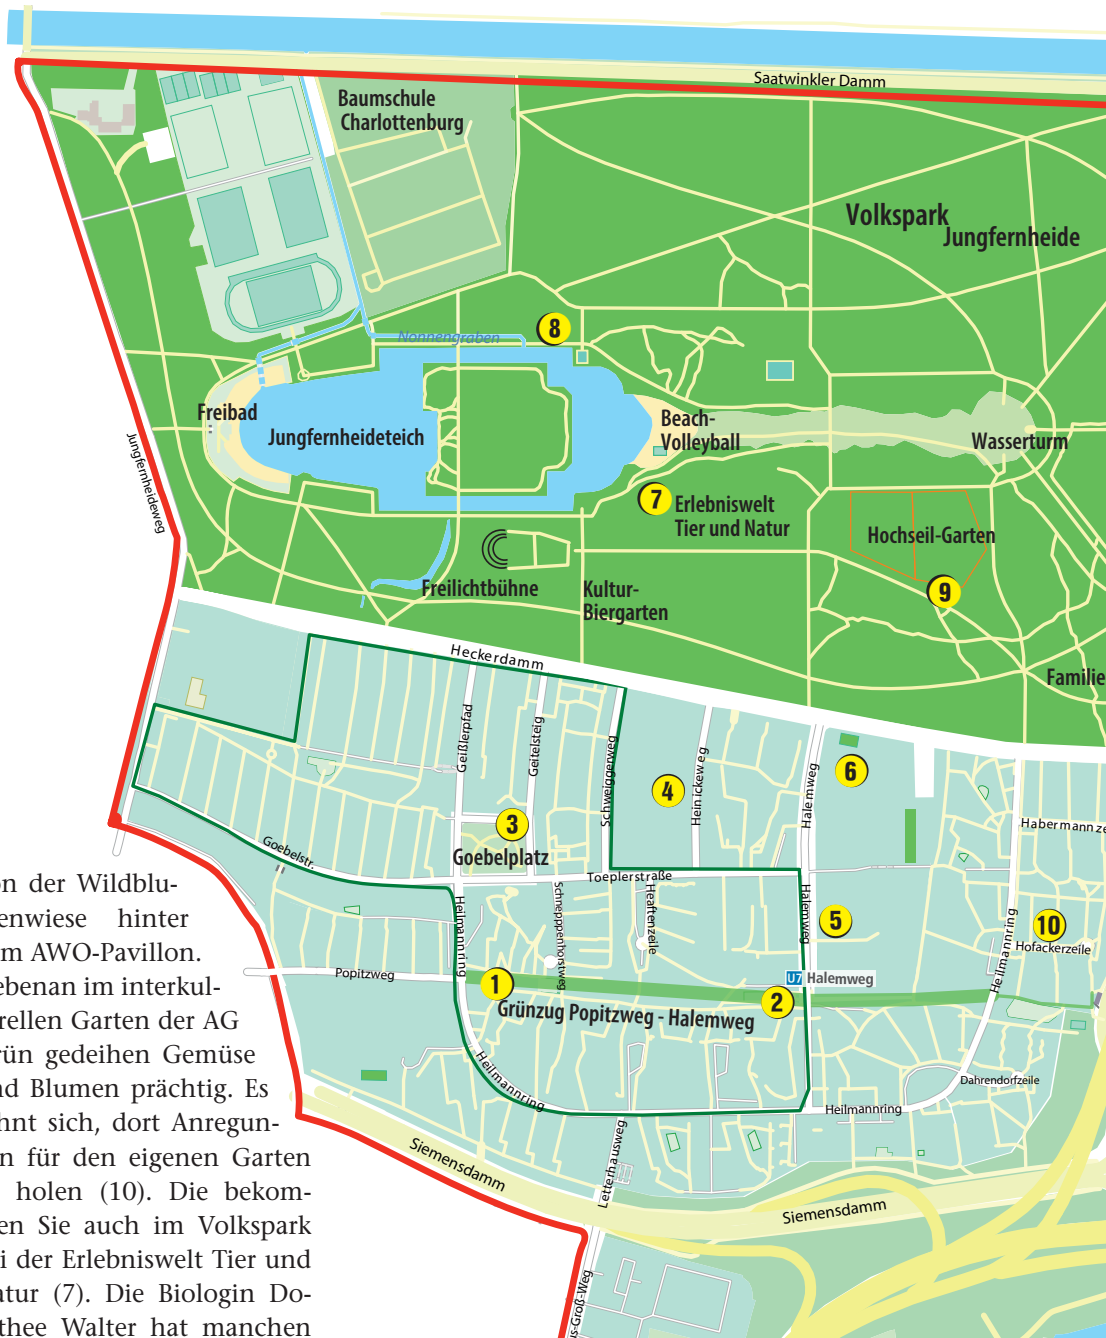 Saatwinkler Damm
Baumschule
Charlottenburg
Volkspark
Jungfernheide
Nonnengraben
8
Freibad
Jungfernheideteich
Beach-
Volleyball
Wasserturm
Jungfernheideweg
7
Erlebniswelt
Tier und Natur
Hochseil-Garten
Freilichtbühne
Kultur-
Biergarten
9
Heckerdamm
Familie
Geißlerpfad
Geitelsteig
Schweiggerweg
Heinickeweg
Halemweg
4
6
3
Goebelplatz
Habermannze
Goebelstr.
Toeplerstraße
Heilmannring
Schnepppenhorstweg
Heaftenzeile
Halemweg
5
Heilmannring
10
Hofackerzeile
Popitzweg
1
U7 Halemweg
2
Grünzug Popitzweg - Halemweg
Heilmannring
Dahrendorfzeile
Heilmannring
Siemensdamm
Letterhausweg
Siemensdamm
us-Groß-Weg
on der Wildblu-
enwiese hinter
m AWO-Pavillon.
ebenan im interkul-
rellen Garten der AG
rün gedeihen Gemüse
nd Blumen prächtig. Es
hnt sich, dort Anregun-
n für den eigenen Garten
holen (10). Die bekom-
en Sie auch im Volkspark
i der Erlebniswelt Tier und
atur (7). Die Biologin Do-
thee Walter hat manchen